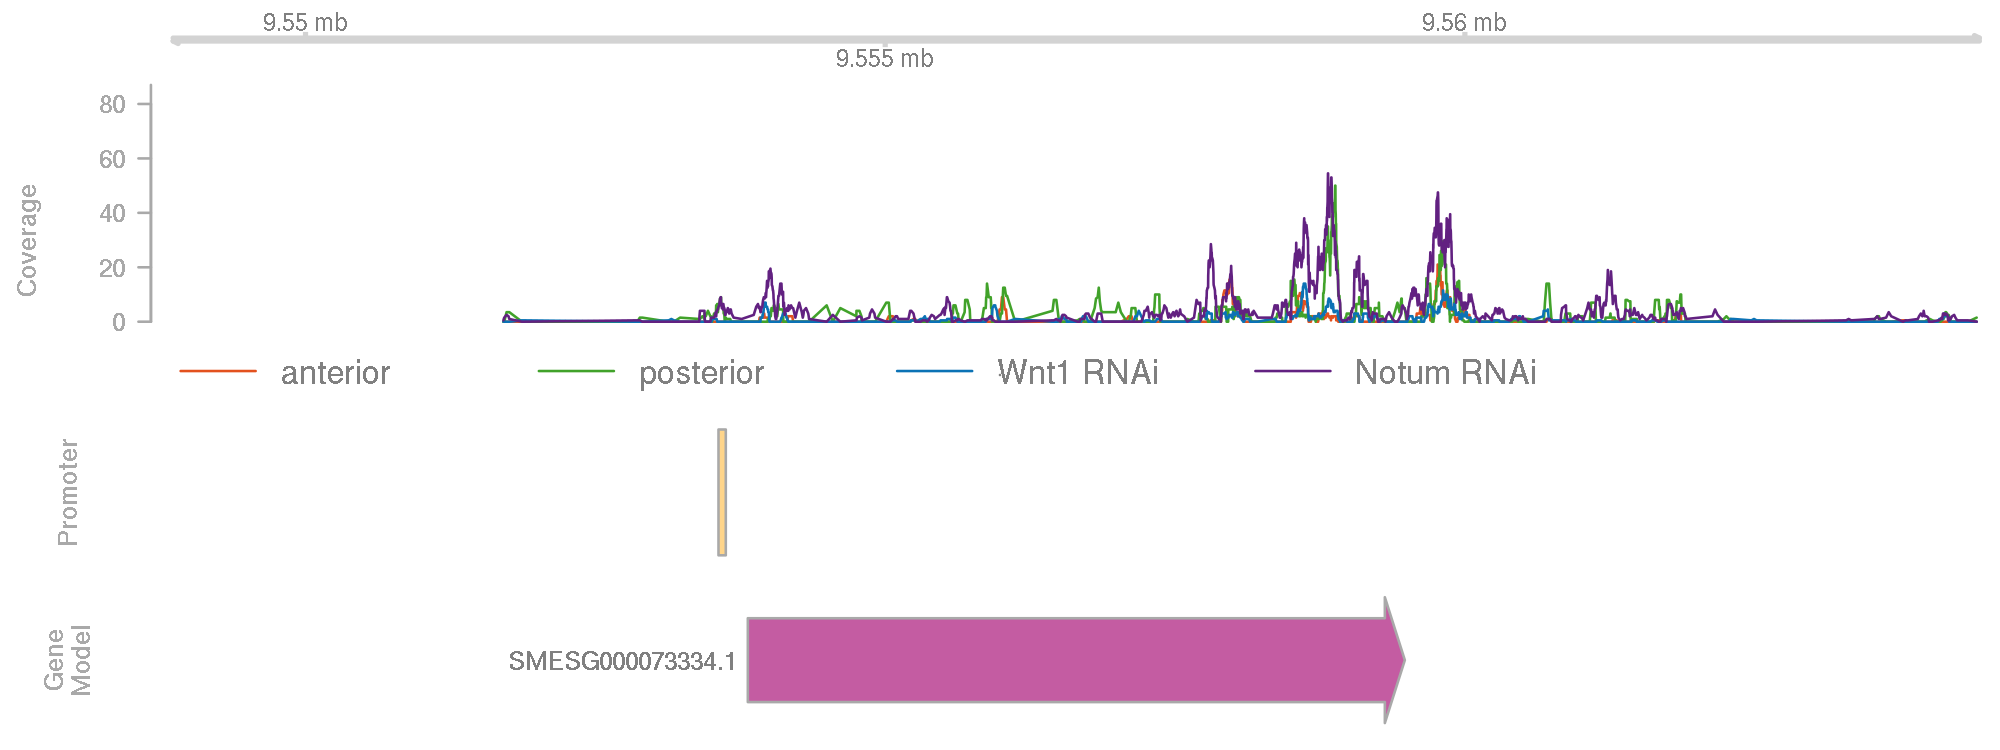 9.55 mb
9.56 mb
9.555 mb
80
60
40
20
0
Coverage
anterior
posterior
Wnt1 RNAi
Notum RNAi
Promoter
SMESG000073334.1
Gene
Model